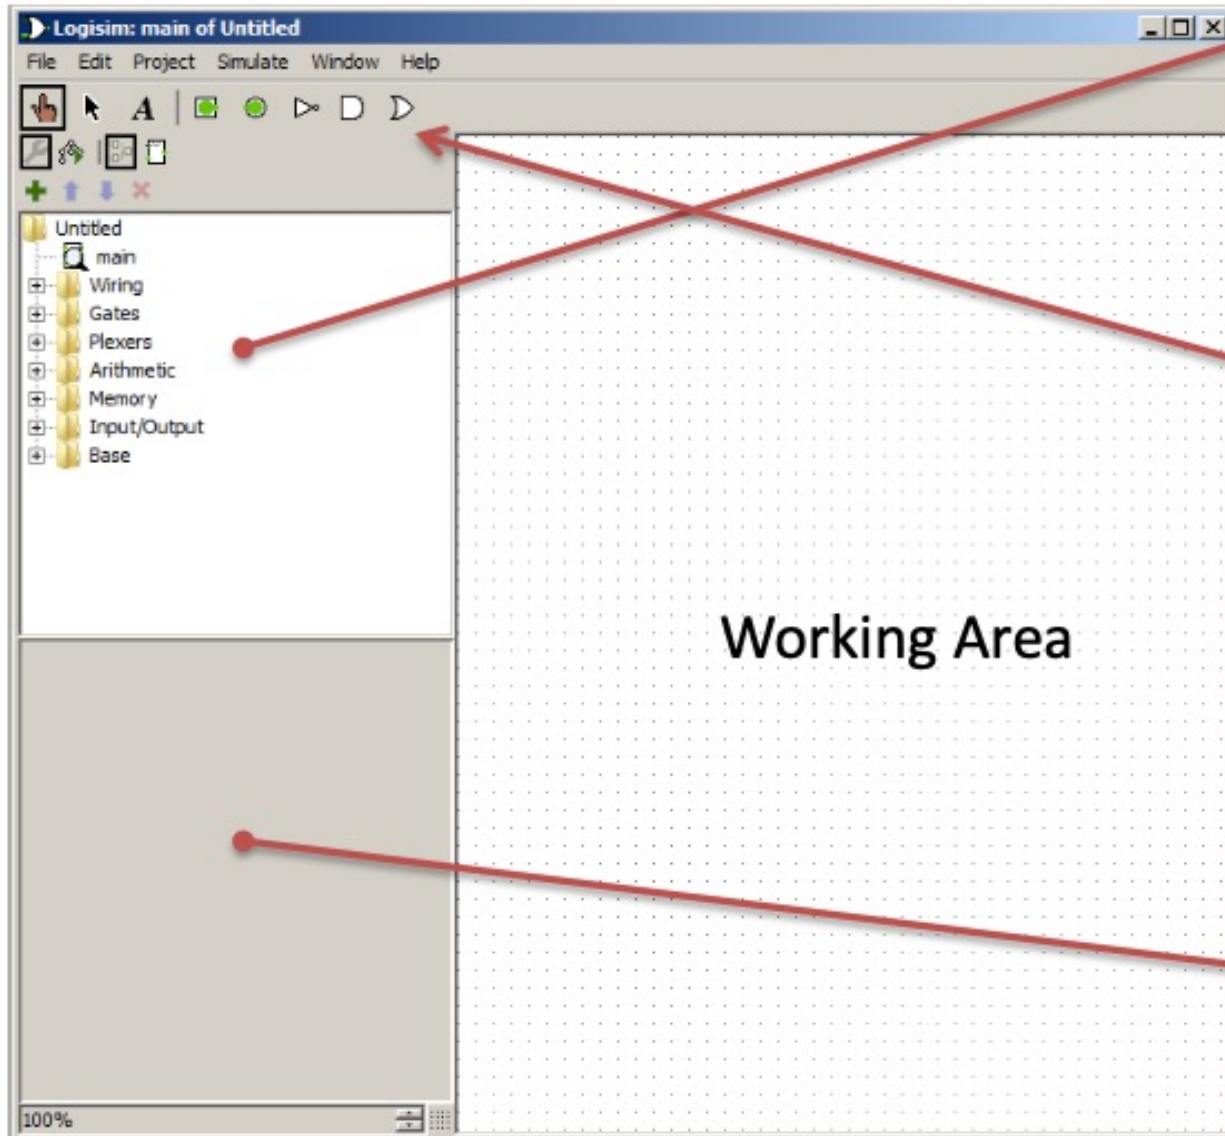 Logisim: main of Untitled
File Edit Project Simulate Window Help
A
Untitled
main
Wiring
Gates
Plexers
Arithmetic
Memory
Input/Output
Base
Working Area
100%